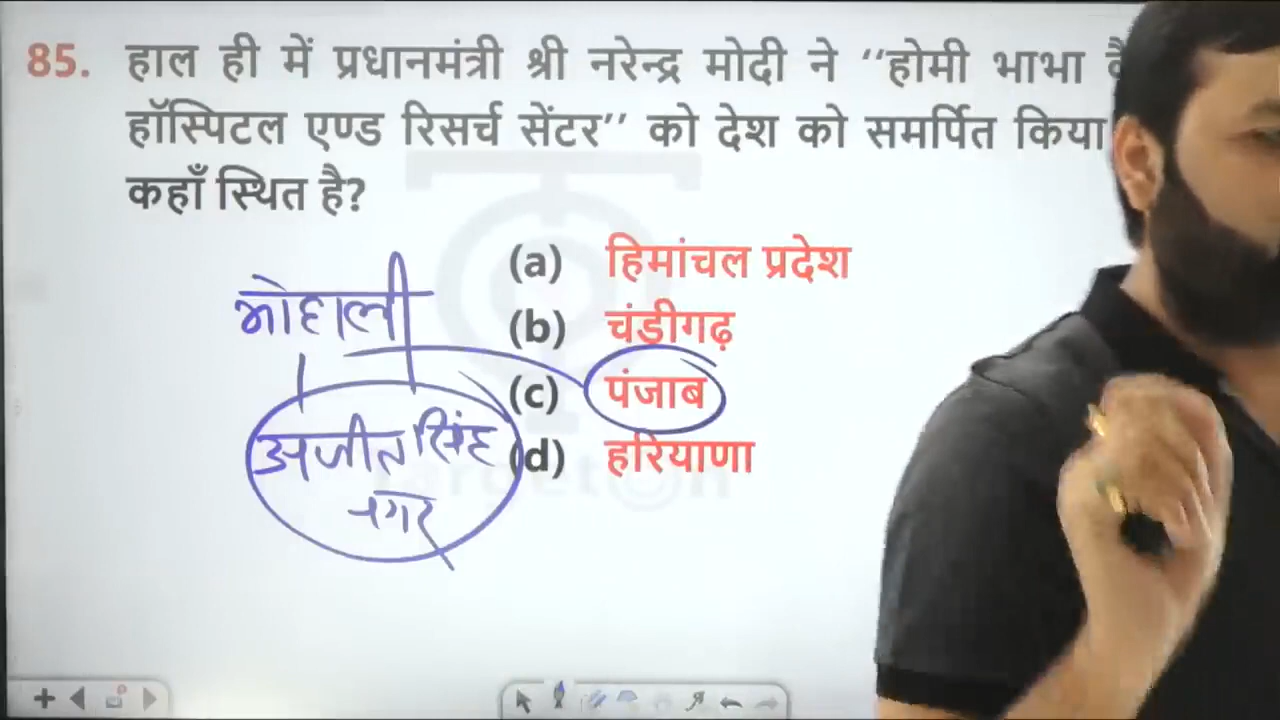 85. हाल ही में प्रधानमंत्री श्री नरेन्द्र मोदी ने ‘‘होमी भाभा
हॉस्पिटल एण्ड रिसर्च सेंटर’’ को देश को समर्पित किया
कहाँ स्थित है?
(a) हिमांचल प्रदेश
(b) चंडीगढ़
(c) पंजाब
(d) हरियाणा
मोहाली
अजीत सिंह
नगर